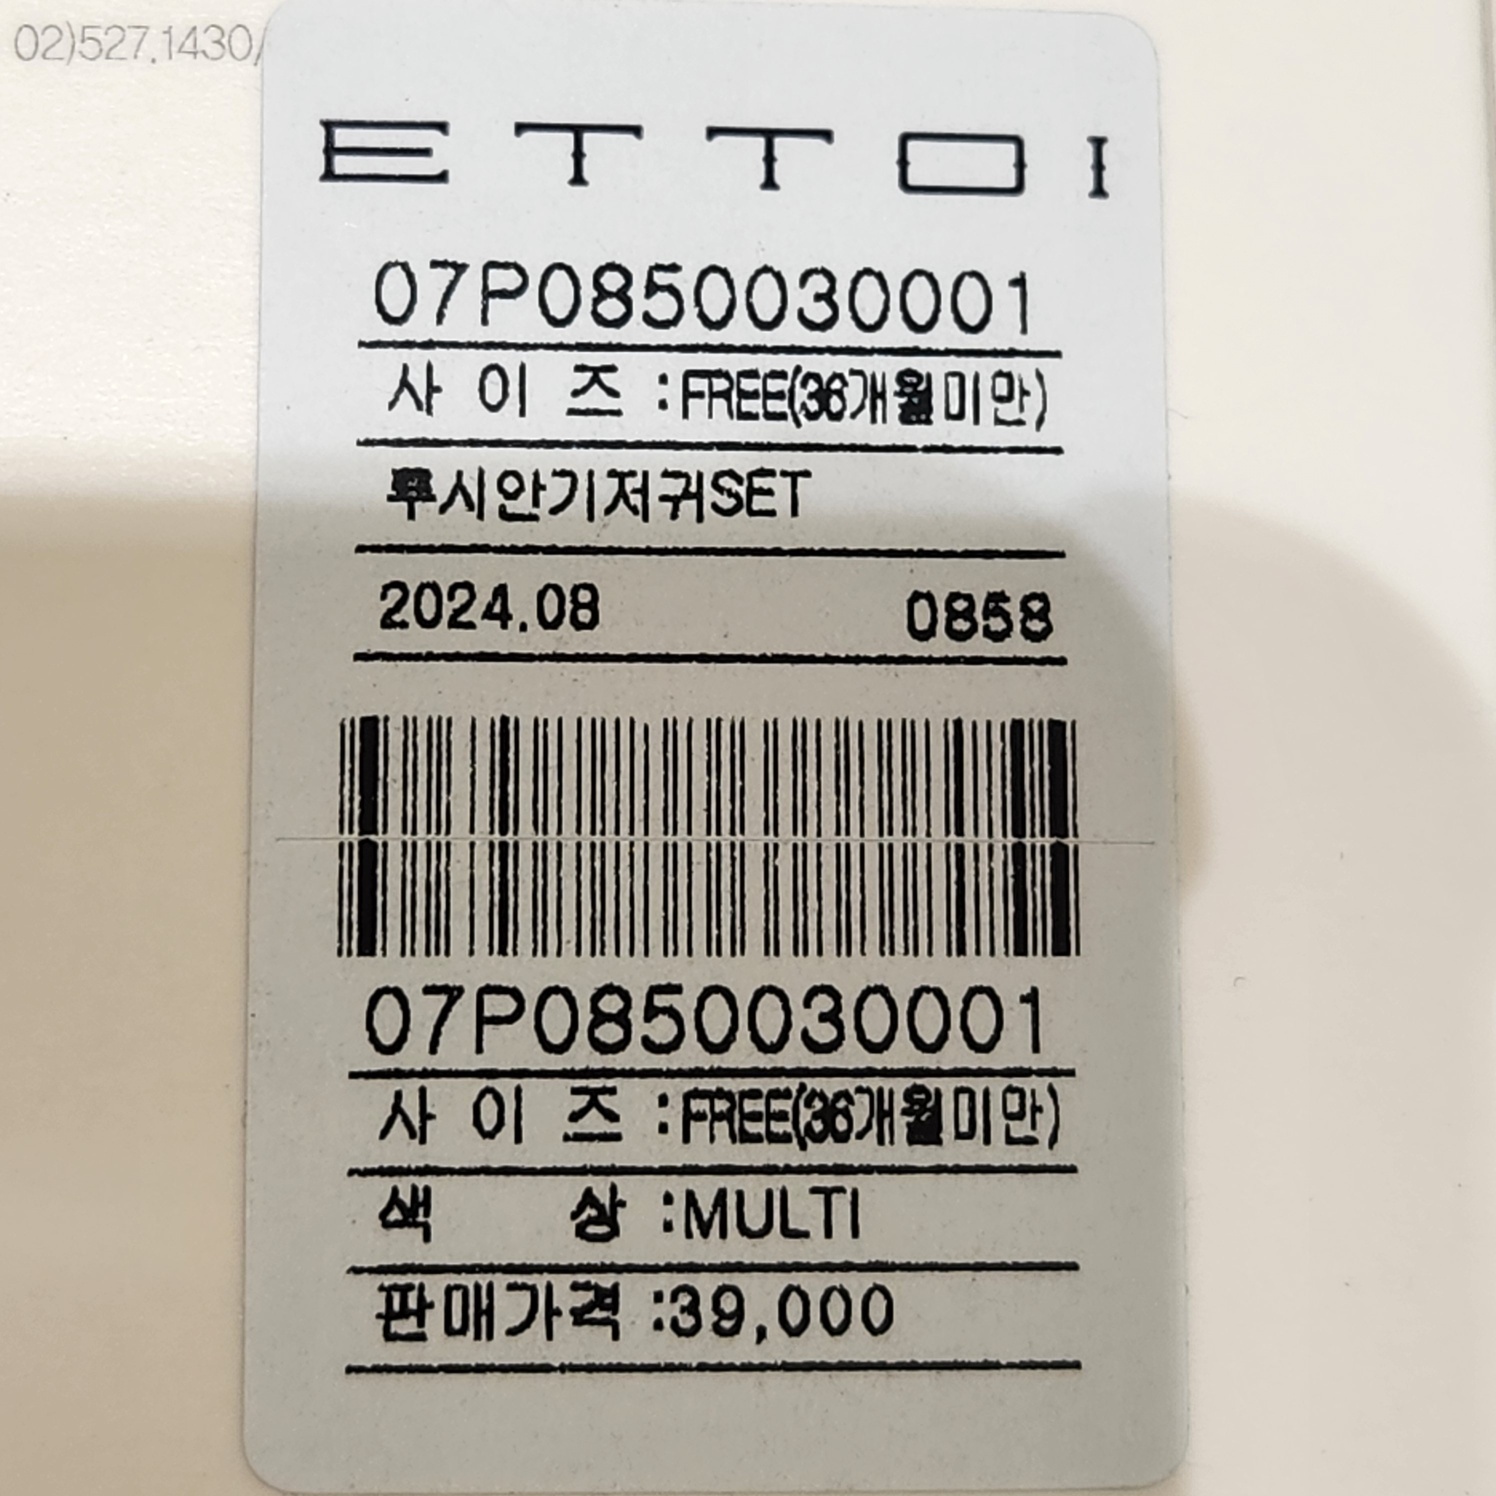 02)527.1430/
ETTOI
07P0850030001
사 이 즈 :FREE(36개월미만)
루시안기저귀SET
2024.08 0858
07P0850030001
사 이 즈 :FREE(36개월미만)
색 상 :MULTI
판매가격 :39,000